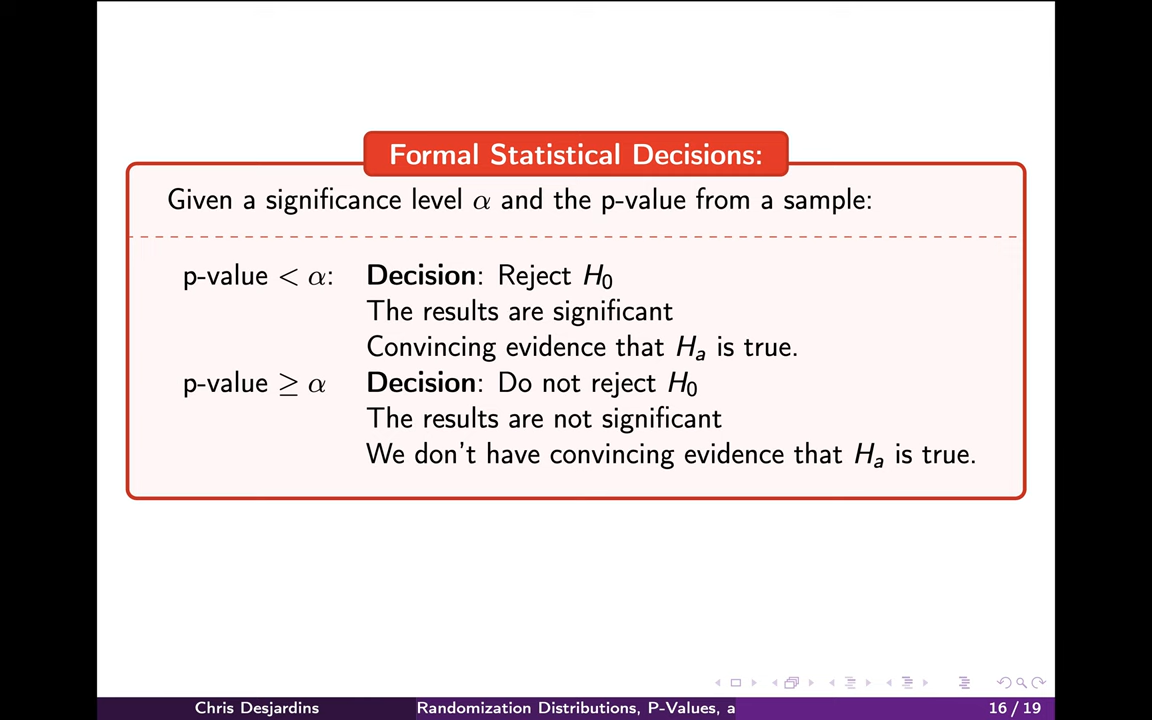 Formal Statistical Decisions:
Given a significance level α and the p-value from a sample:
p-value < α: Decision: Reject H₀
The results are significant
Convincing evidence that Hₐ is true.
p-value ≥ α Decision: Do not reject H₀
The results are not significant
We don't have convincing evidence that Hₐ is true.
Chris Desjardins Randomization Distributions, P-Values, a 16 / 19